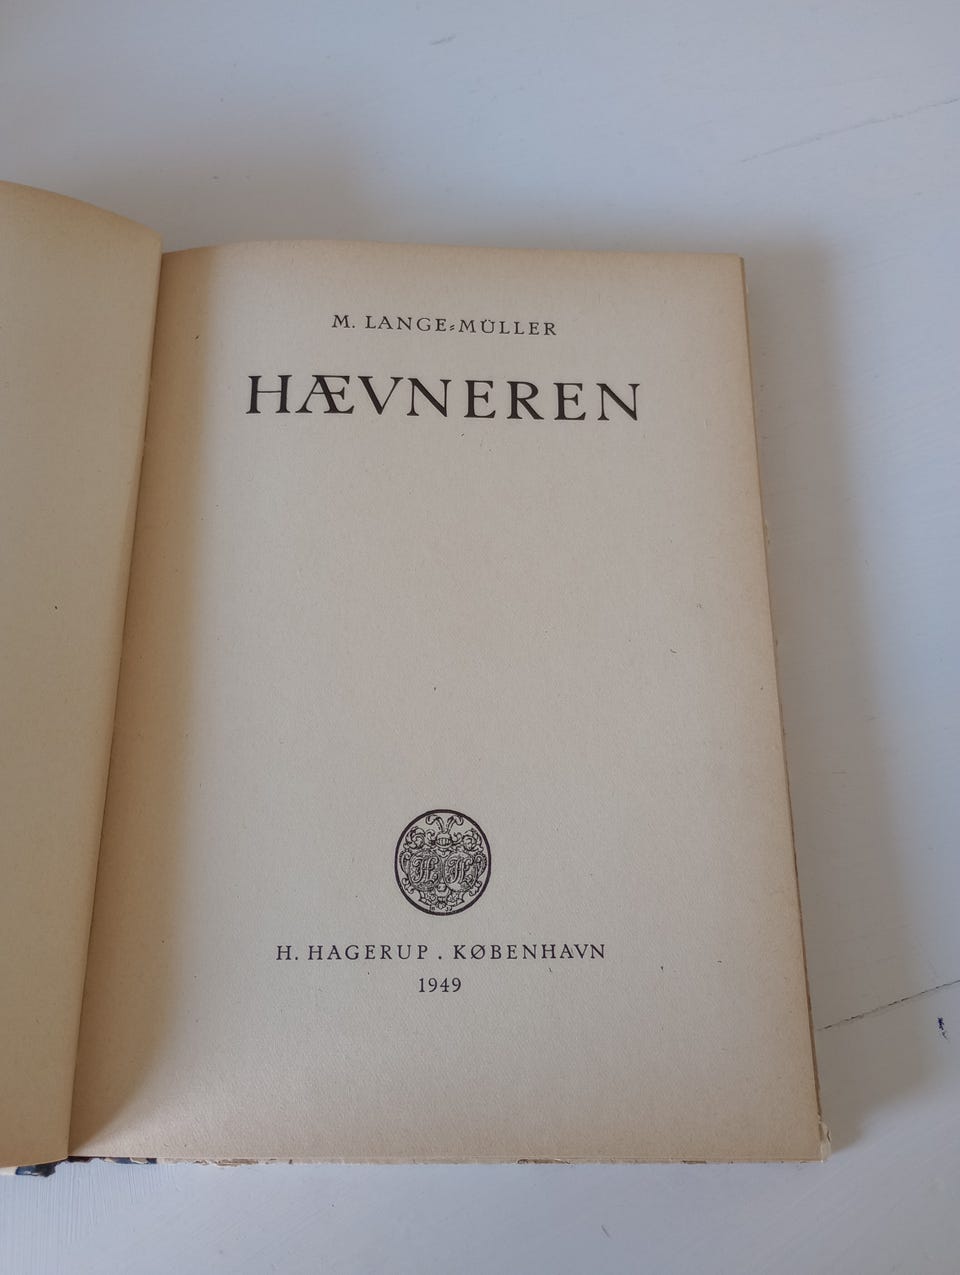 M. LANGE-MÜLLER
HÆVNEREN
H. HAGERUP . KØBENHAVN
1949